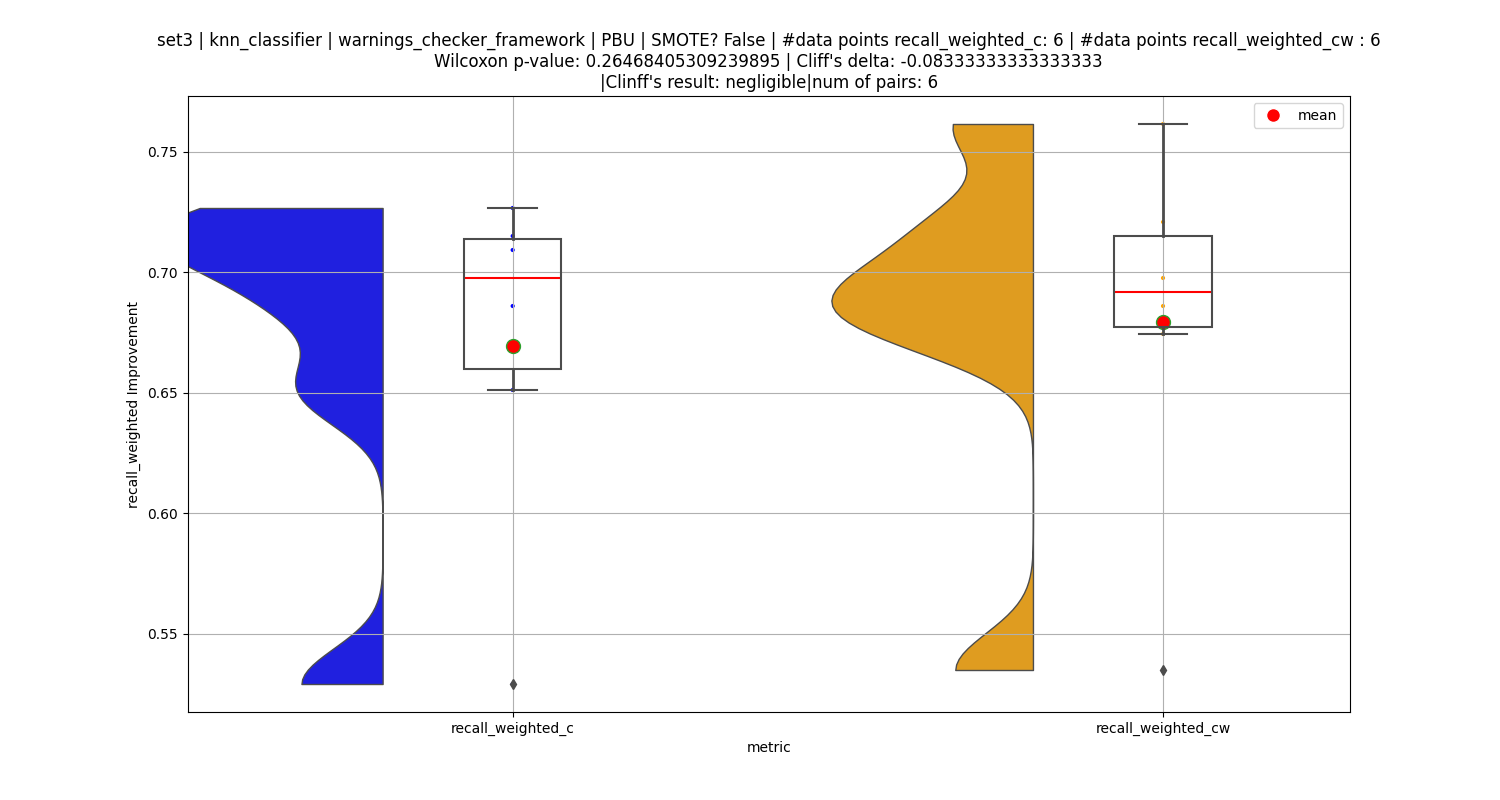 set3 | knn_classifier | warnings_checker_framework | PBU | SMOTE? False | #data points recall_weighted_c: 6 | #data points recall_weighted_cw : 6
Wilcoxon p-value: 0.26468405309239895 | Cliff's delta: -0.08333333333333333
|Clinff's result: negligible|num of pairs: 6
mean
0.75
0.70
0.65
0.60
0.55
recall_weighted Improvement
recall_weighted_c
recall_weighted_cw
metric